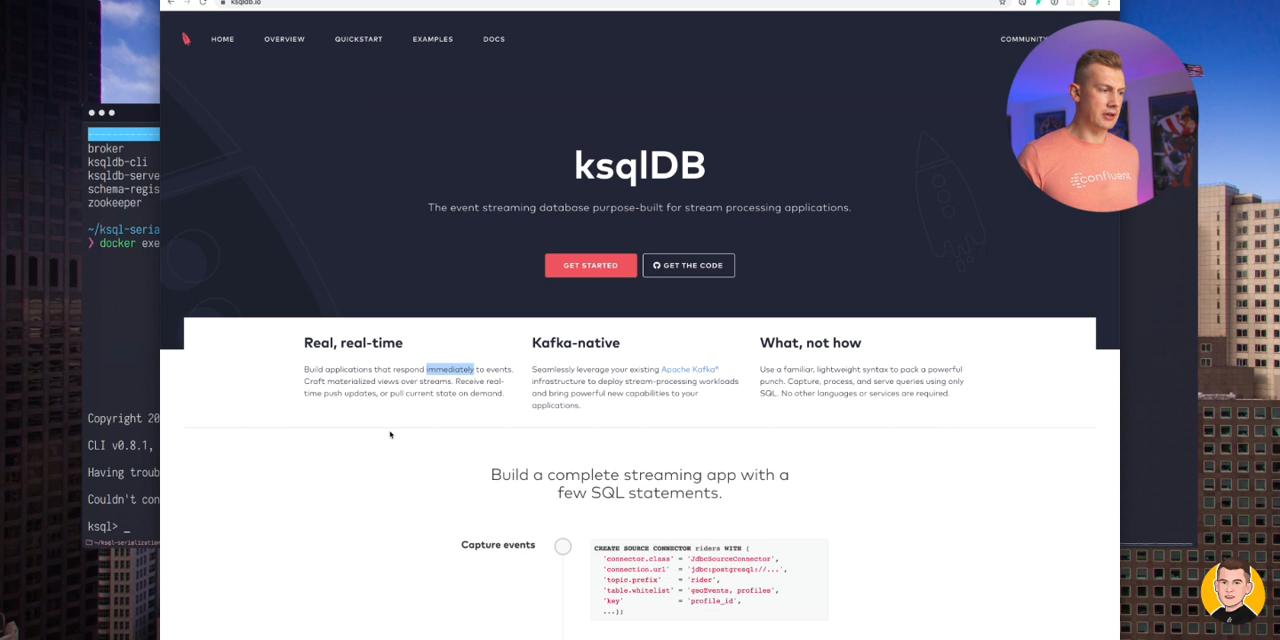 ksqldb.io
HOME OVERVIEW QUICKSTART EXAMPLES DOCS
COMMUNITY
confluent
ksqlDB
The event streaming database purpose-built for stream processing applications.
GET STARTED
GET THE CODE
Real, real-time
Build applications that respond immediately to events.
Craft materialized views over streams. Receive real-
time push updates, or pull current state on demand.
Kafka-native
Seamlessly leverage your existing Apache Kafka®
infrastructure to deploy stream-processing workloads
and bring powerful new capabilities to your
applications.
What, not how
Use a familiar, lightweight syntax to pack a powerful
punch. Capture, process, and serve queries using only
SQL. No other languages or services are required.
Build a complete streaming app with a
few SQL statements.
Capture events
CREATE SOURCE CONNECTOR riders WITH (
'connector.class' = 'JdbcSourceConnector',
'connection.url' = 'jdbc:postgresql://...',
'topic.prefix' = 'rider',
'table.whitelist' = 'geoEvents, profiles',
'key' = 'profile_id',
...);
broker
ksqldb-cli
ksqldb-serve
schema-regis
zookeeper
~/ksql-seria
❯ docker exe
Copyright 20
CLI v0.8.1,
Having troub
Couldn't con
ksql> _
~/ksql-serialization